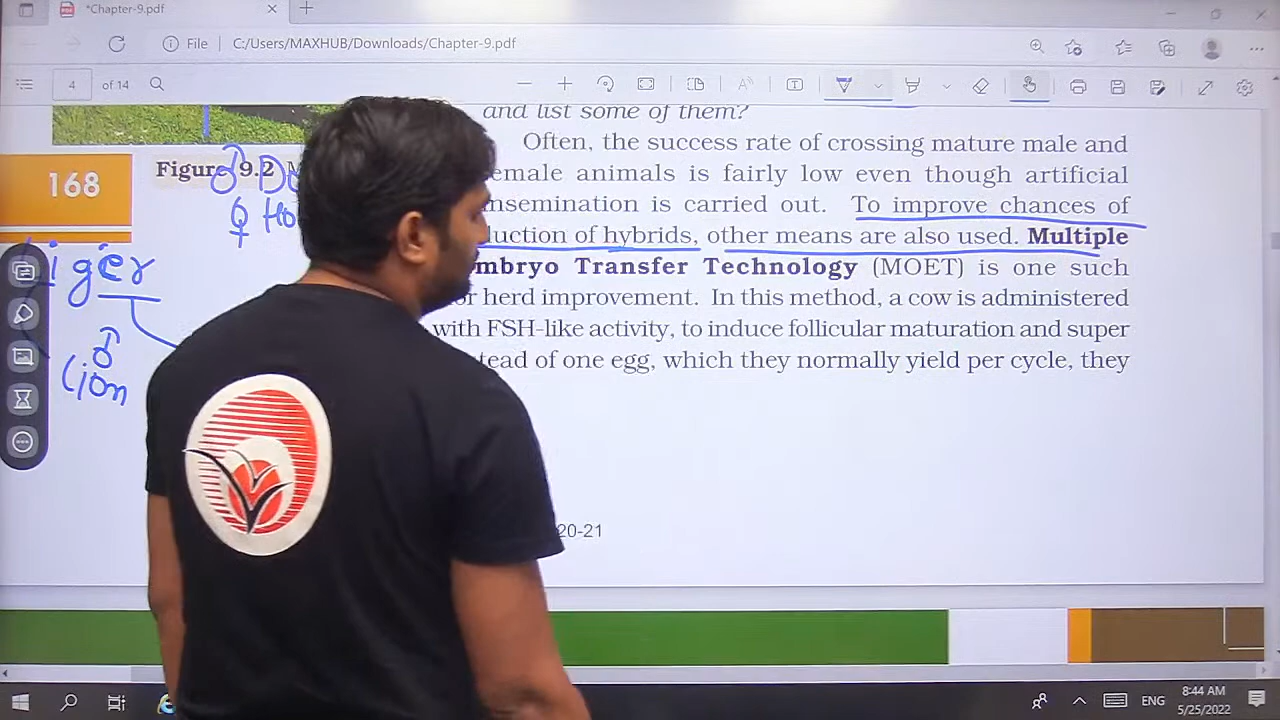 *Chapter-9.pdf
File
C:/Users/MAXHUB/Downloads/Chapter-9.pdf
4 of 14
and list some of them?
Often, the success rate of crossing mature male and
emale animals is fairly low even though artificial
nsemination is carried out. To improve chances of
duction of hybrids, other means are also used. Multiple
mbryo Transfer Technology (MOET) is one such
or herd improvement. In this method, a cow is administered
with FSH-like activity, to induce follicular maturation and super
tead of one egg, which they normally yield per cycle, they
168
Figure 9.2
♂ Do
♀ Ho
iger
♂
lion
20-21
ENG
8:44 AM
5/25/2022